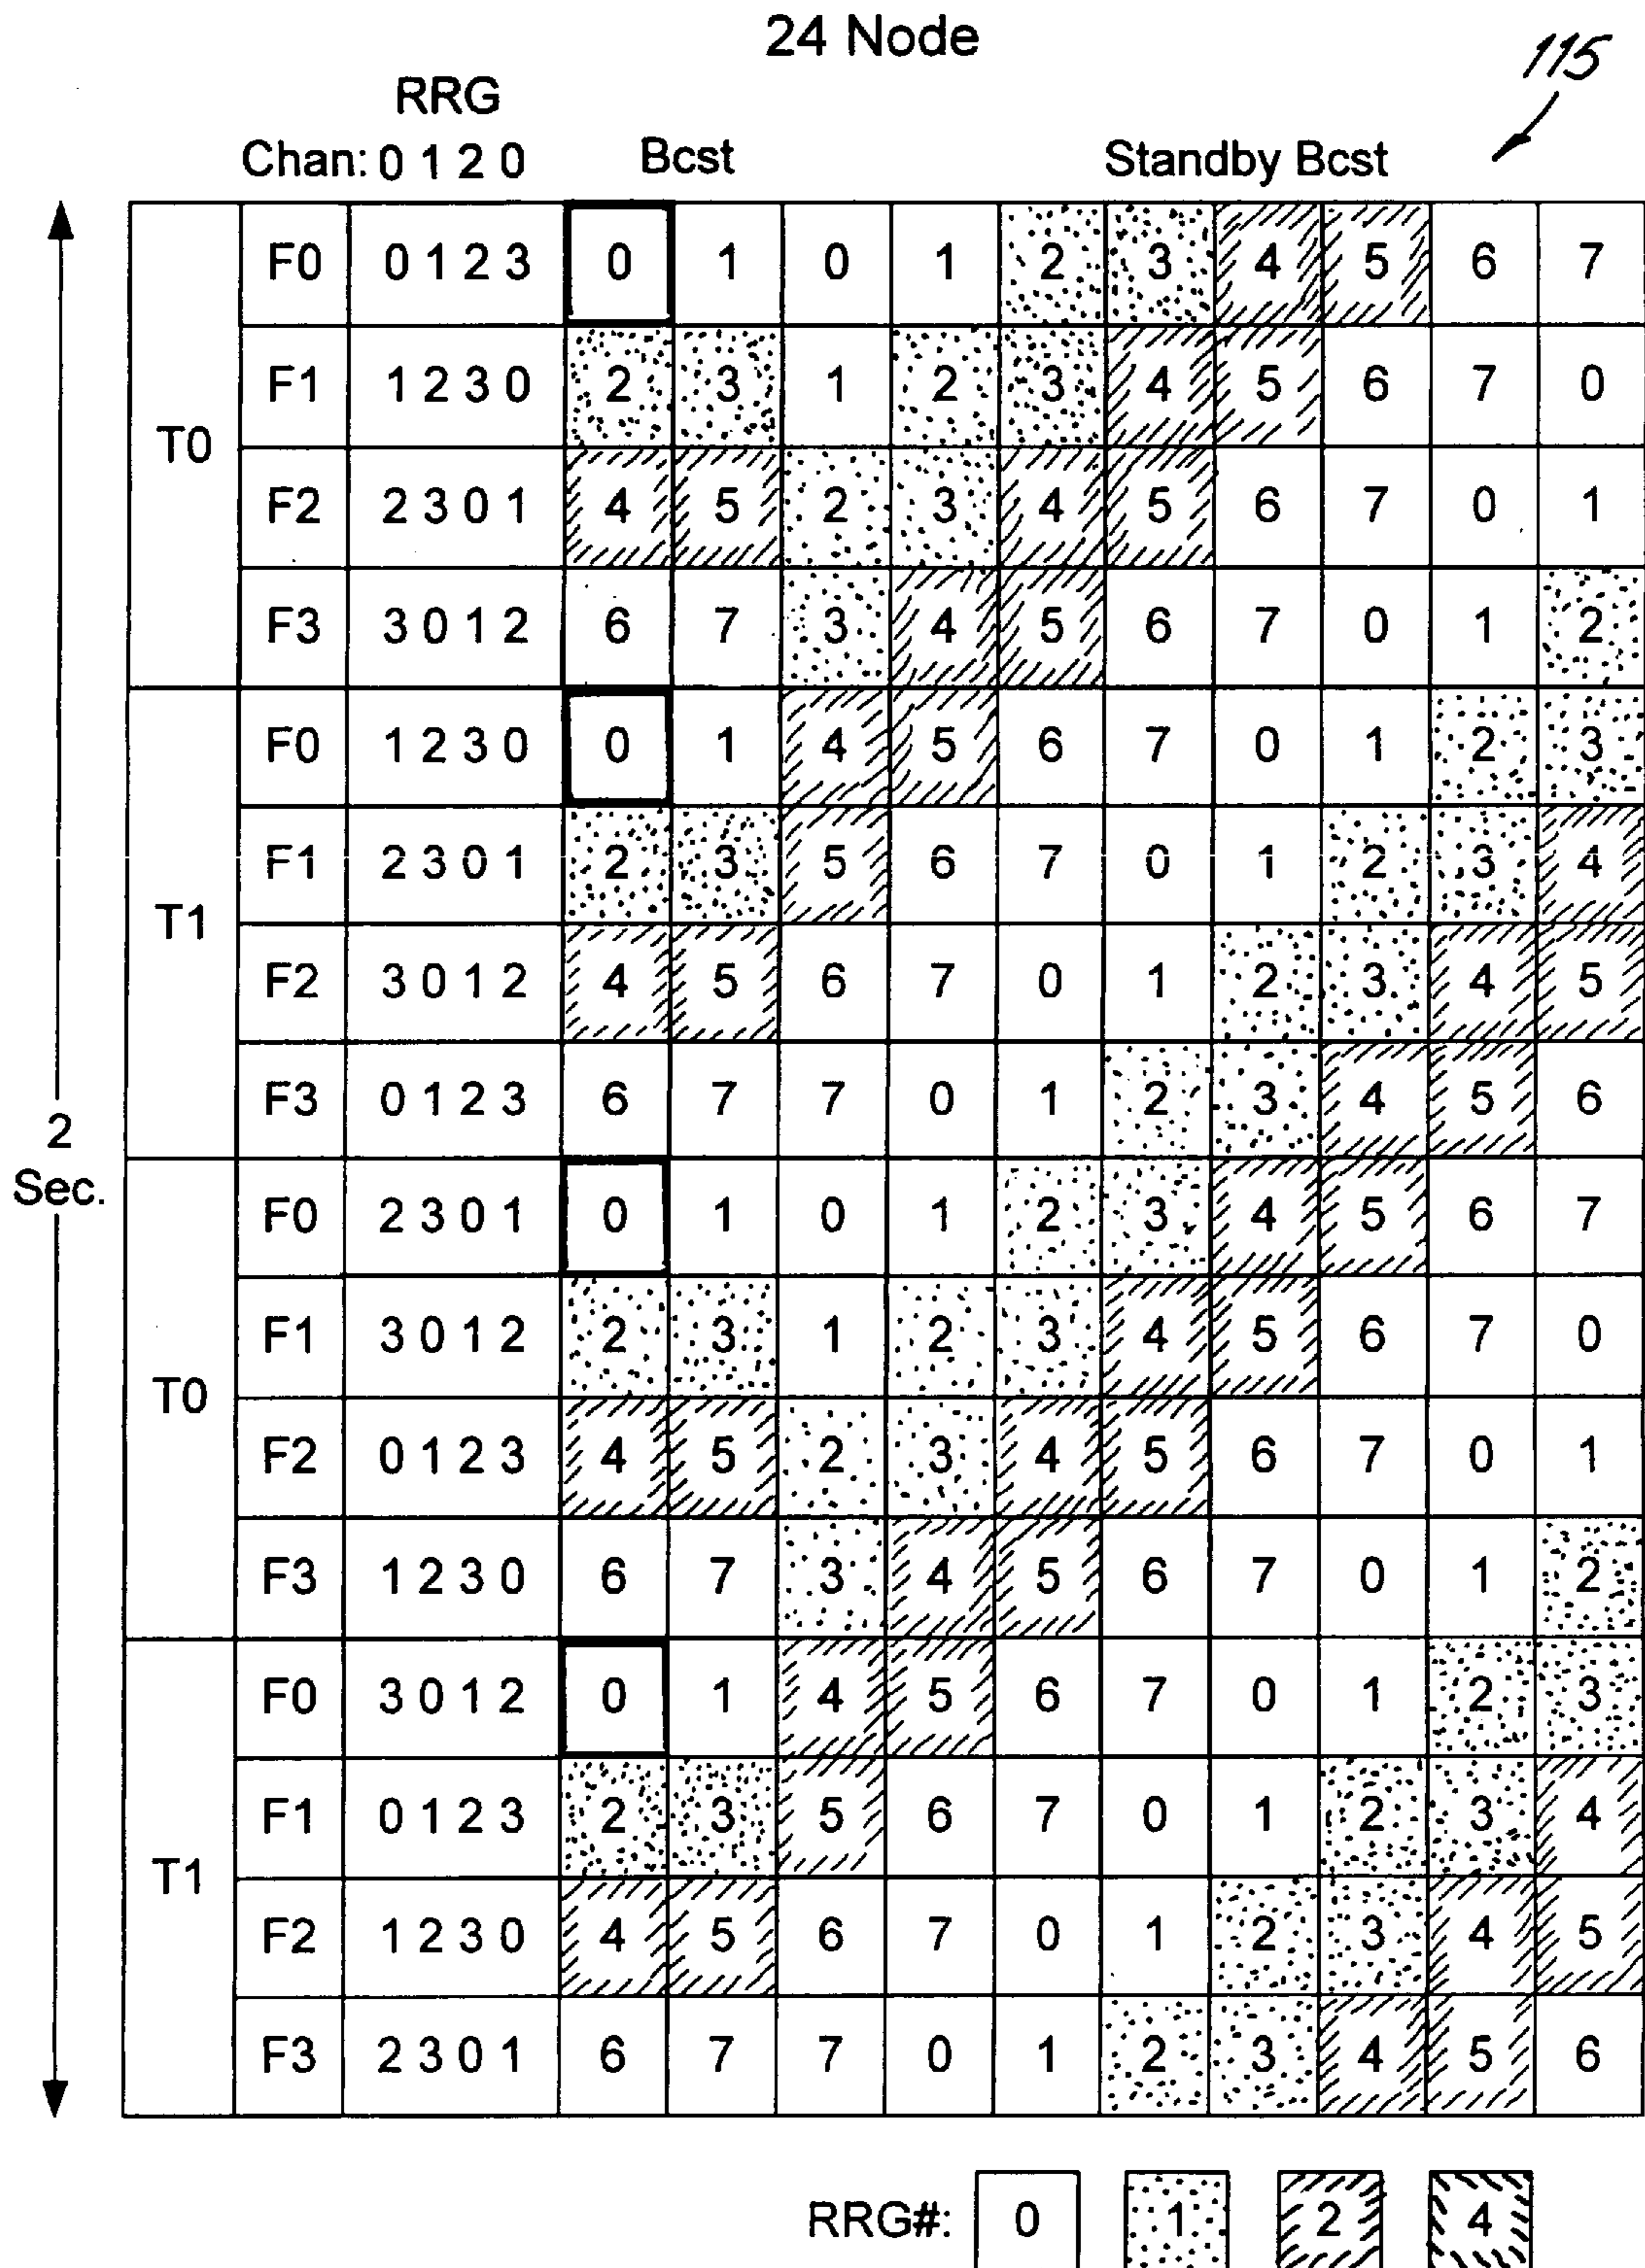 24 Node
115
RRG
Chan: 0 1 2 0 Bcst Standby Bcst
F0 0 1 2 3 0 1 0 1 2 3 4 5 6 7
F1 1 2 3 0 2 3 1 2 3 4 5 6 7 0
T0
F2 2 3 0 1 4 5 2 3 4 5 6 7 0 1
F3 3 0 1 2 6 7 3 4 5 6 7 0 1 2
F0 1 2 3 0 0 1 4 5 6 7 0 1 2 3
F1 2 3 0 1 2 3 5 6 7 0 1 2 3 4
T1
F2 3 0 1 2 4 5 6 7 0 1 2 3 4 5
F3 0 1 2 3 6 7 7 0 1 2 3 4 5 6
2
Sec.
F0 2 3 0 1 0 1 0 1 2 3 4 5 6 7
F1 3 0 1 2 2 3 1 2 3 4 5 6 7 0
T0
F2 0 1 2 3 4 5 2 3 4 5 6 7 0 1
F3 1 2 3 0 6 7 3 4 5 6 7 0 1 2
F0 3 0 1 2 0 1 4 5 6 7 0 1 2 3
F1 0 1 2 3 2 3 5 6 7 0 1 2 3 4
T1
F2 1 2 3 0 4 5 6 7 0 1 2 3 4 5
F3 2 3 0 1 6 7 7 0 1 2 3 4 5 6
RRG#: 0 1 2 4